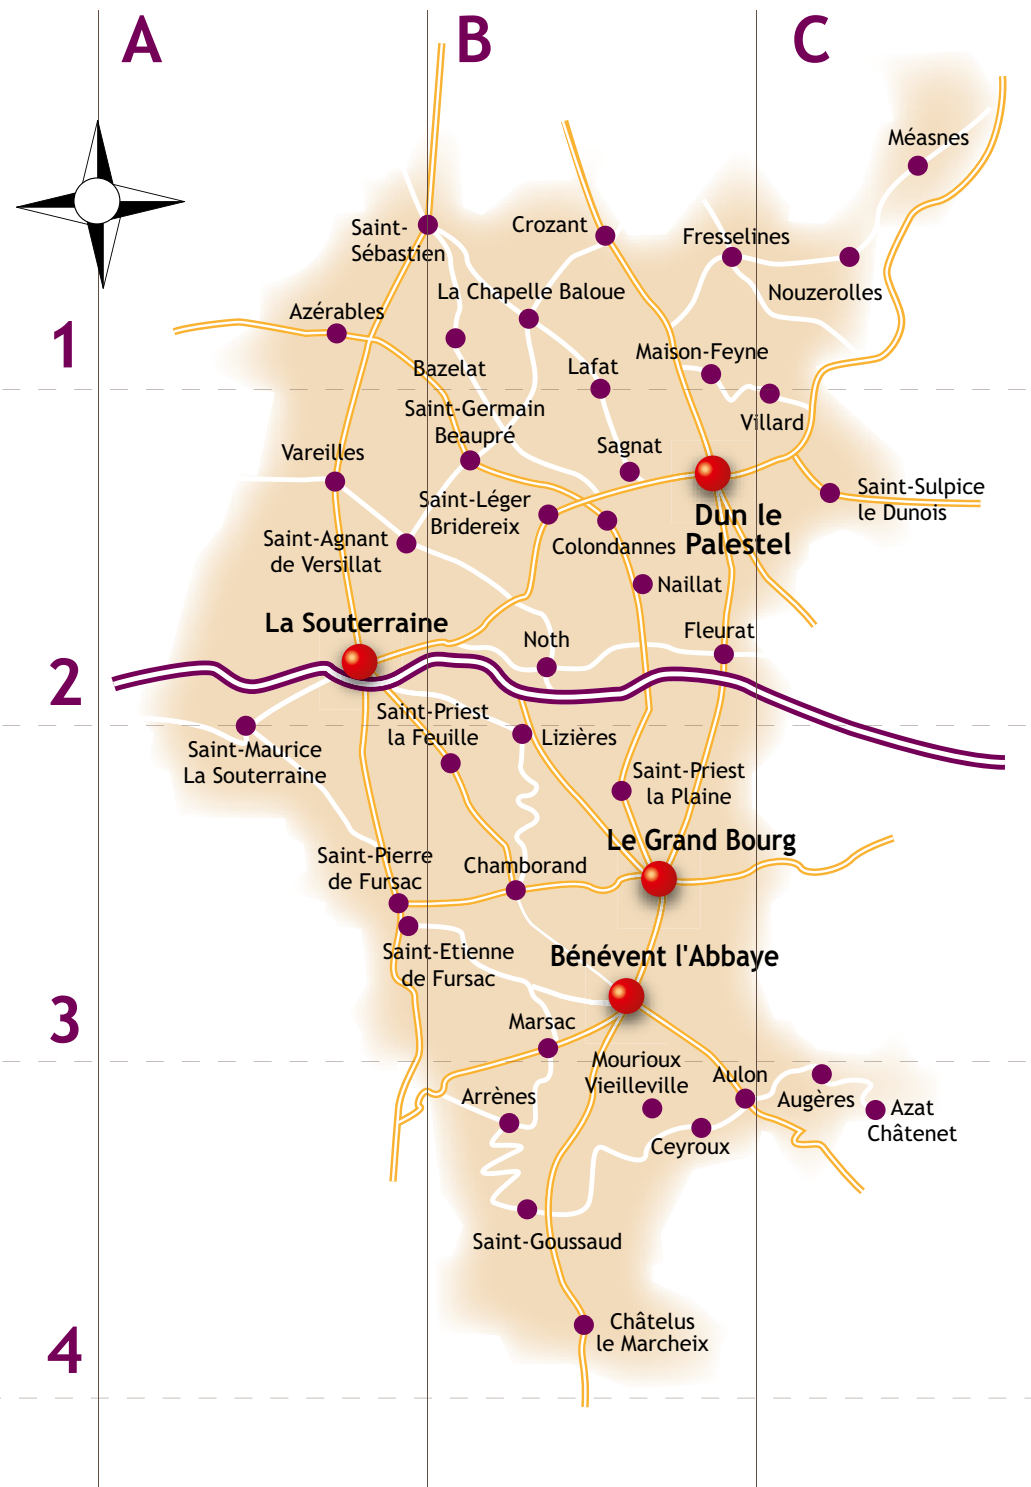 A
B
C
Méasnes
Saint-
Sébastien
Crozant
Fresselines
Nouzerolles
La Chapelle Baloue
Azérables
1
Bazelat
Lafat
Maison-Feyne
Villard
Saint-Germain
Beaupré
Vareilles
Sagnat
Saint-Léger
Bridereix
Saint-Sulpice
le Dunois
Dun le
Palestel
Saint-Agnant
de Versillat
Colondannes
Naillat
La Souterraine
Noth
Fleurat
2
Saint-Priest
la Feuille
Lizières
Saint-Maurice
La Souterraine
Saint-Priest
la Plaine
Le Grand Bourg
Saint-Pierre
de Fursac
Chamborand
Saint-Etienne
de Fursac
Bénévent l'Abbaye
3
Marsac
Mourioux
Vieilleville
Aulon
Arrènes
Augères
Azat
Châtenet
Ceyroux
Saint-Goussaud
Châtelus
le Marcheix
4